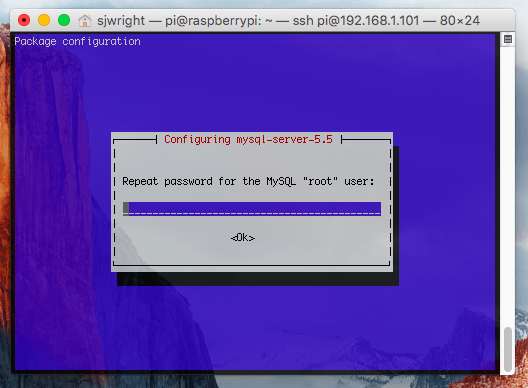 sjwright — pi@raspberrypi: ~ — ssh pi@192.168.1.101 — 80×24
Package configuration
Configuring mysql-server-5.5
Repeat password for the MySQL "root" user:
<Ok>